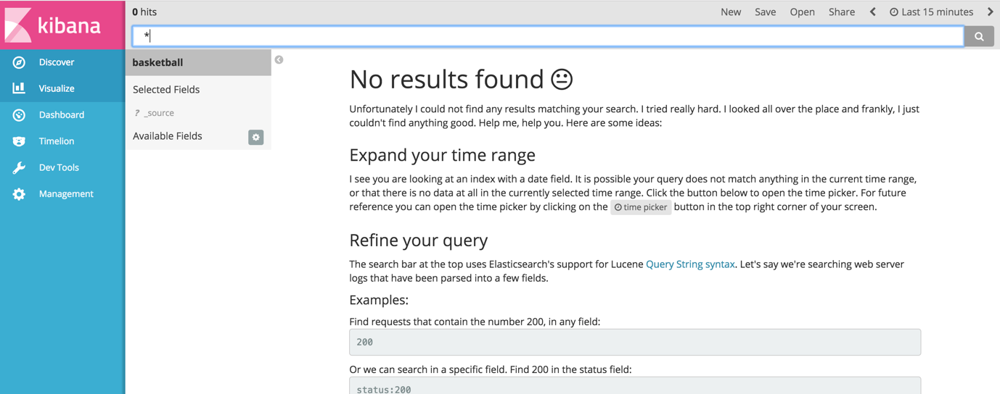 kibana
0 hits
New Save Open Share Last 15 minutes
*
Discover
Visualize
Dashboard
Timelion
Dev Tools
Management
basketball
Selected Fields
? _source
Available Fields
No results found
Unfortunately I could not find any results matching your search. I tried really hard. I looked all over the place and frankly, I just
couldn't find anything good. Help me, help you. Here are some ideas:
Expand your time range
I see you are looking at an index with a date field. It is possible your query does not match anything in the current time range,
or that there is no data at all in the currently selected time range. Click the button below to open the time picker. For future
reference you can open the time picker by clicking on the time picker button in the top right corner of your screen.
Refine your query
The search bar at the top uses Elasticsearch's support for Lucene Query String syntax. Let's say we're searching web server
logs that have been parsed into a few fields.
Examples:
Find requests that contain the number 200, in any field:
200
Or we can search in a specific field. Find 200 in the status field:
status:200